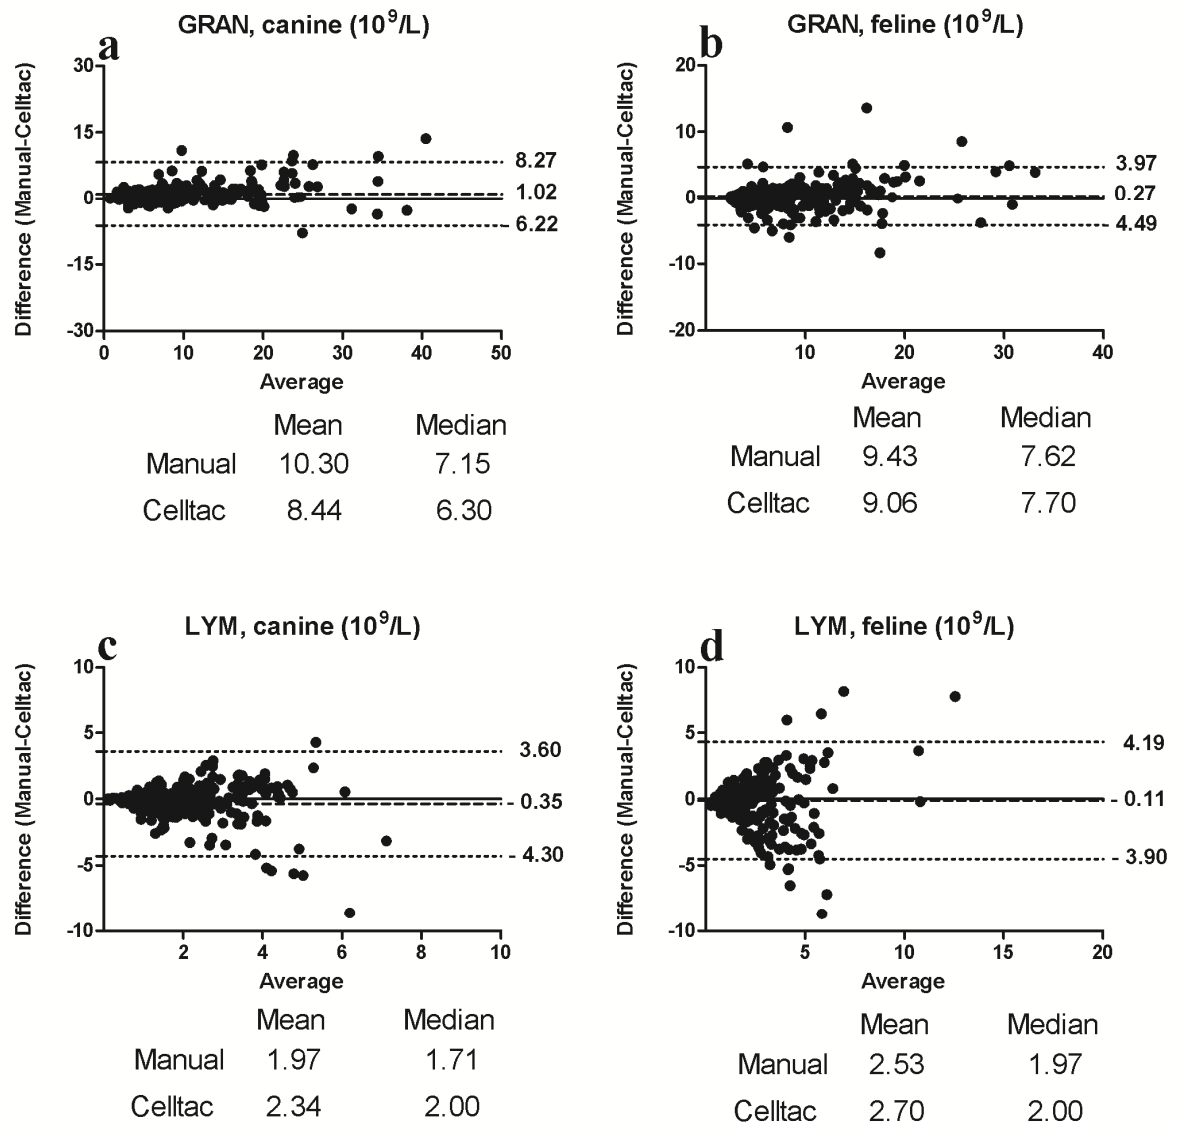 GRAN, canine (10⁹/L)
a
Difference (Manual-Celltac)
30
15
0
-15
-30
8.27
1.02
- 6.22
0 10 20 30 40 50
Average
Mean Median
Manual 10.30 7.15
Celltac 8.44 6.30
GRAN, feline (10⁹/L)
b
Difference (Manual-Celltac)
20
10
0
-10
-20
3.97
0.27
- 4.49
10 20 30 40
Average
Mean Median
Manual 9.43 7.62
Celltac 9.06 7.70
LYM, canine (10⁹/L)
c
Difference (Manual-Celltac)
10
5
0
-5
-10
3.60
- 0.35
- 4.30
2 4 6 8 10
Average
Mean Median
Manual 1.97 1.71
Celltac 2.34 2.00
LYM, feline (10⁹/L)
d
Difference (Manual-Celltac)
10
5
0
-5
-10
4.19
- 0.11
- 3.90
5 10 15 20
Average
Mean Median
Manual 2.53 1.97
Celltac 2.70 2.00